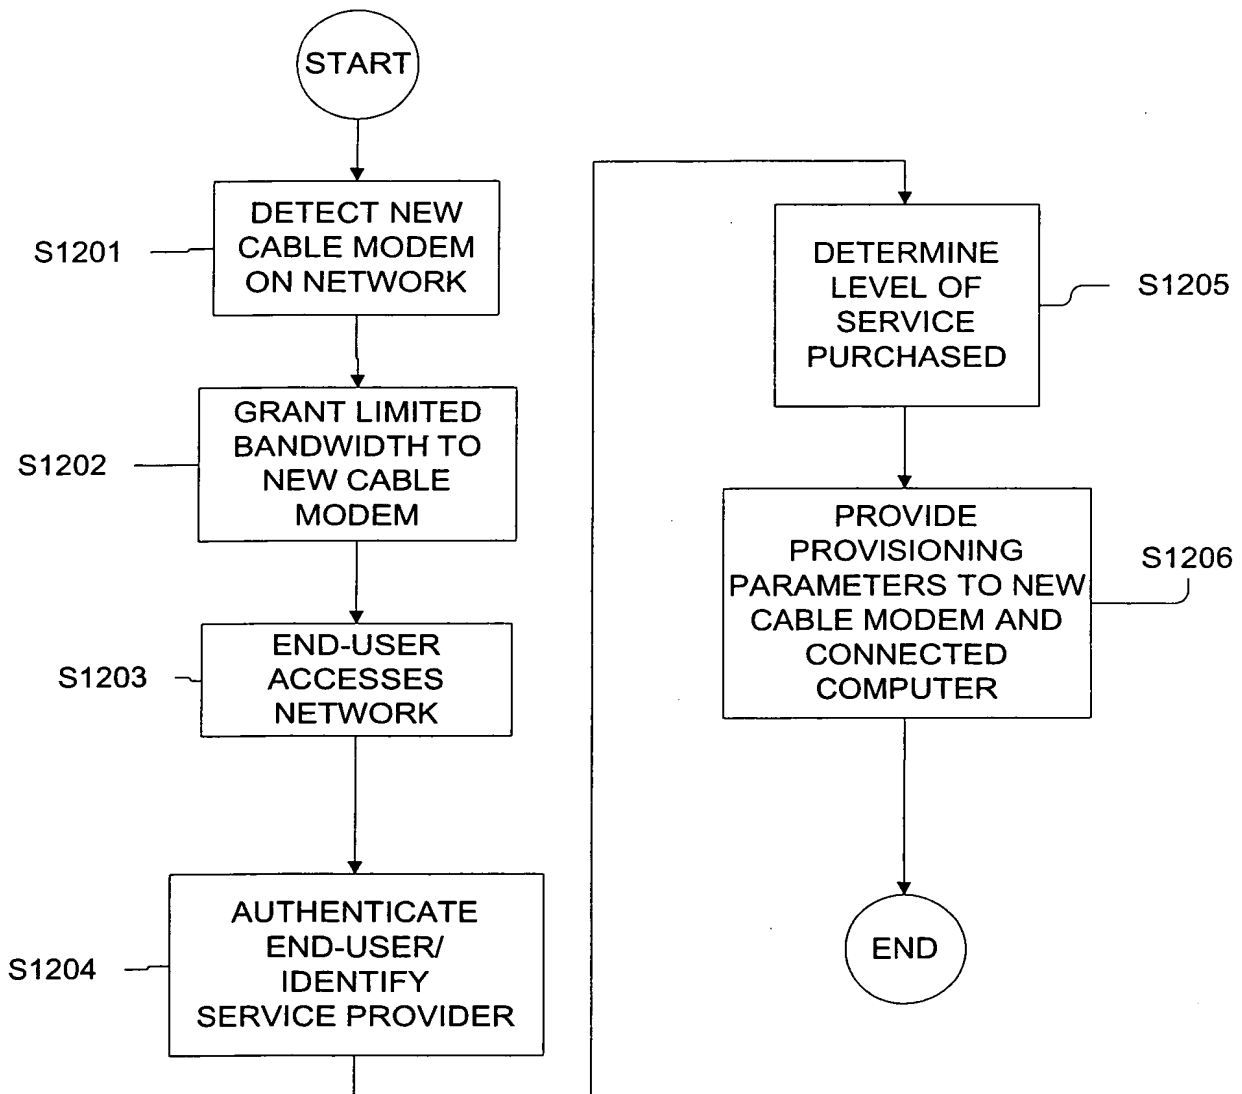 START
S1201
DETECT NEW
CABLE MODEM
ON NETWORK
S1202
GRANT LIMITED
BANDWIDTH TO
NEW CABLE
MODEM
S1203
END-USER
ACCESSES
NETWORK
S1204
AUTHENTICATE
END-USER/
IDENTIFY
SERVICE PROVIDER
DETERMINE
LEVEL OF
SERVICE
PURCHASED
S1205
PROVIDE
PROVISIONING
PARAMETERS TO NEW
CABLE MODEM AND
CONNECTED
COMPUTER
S1206
END